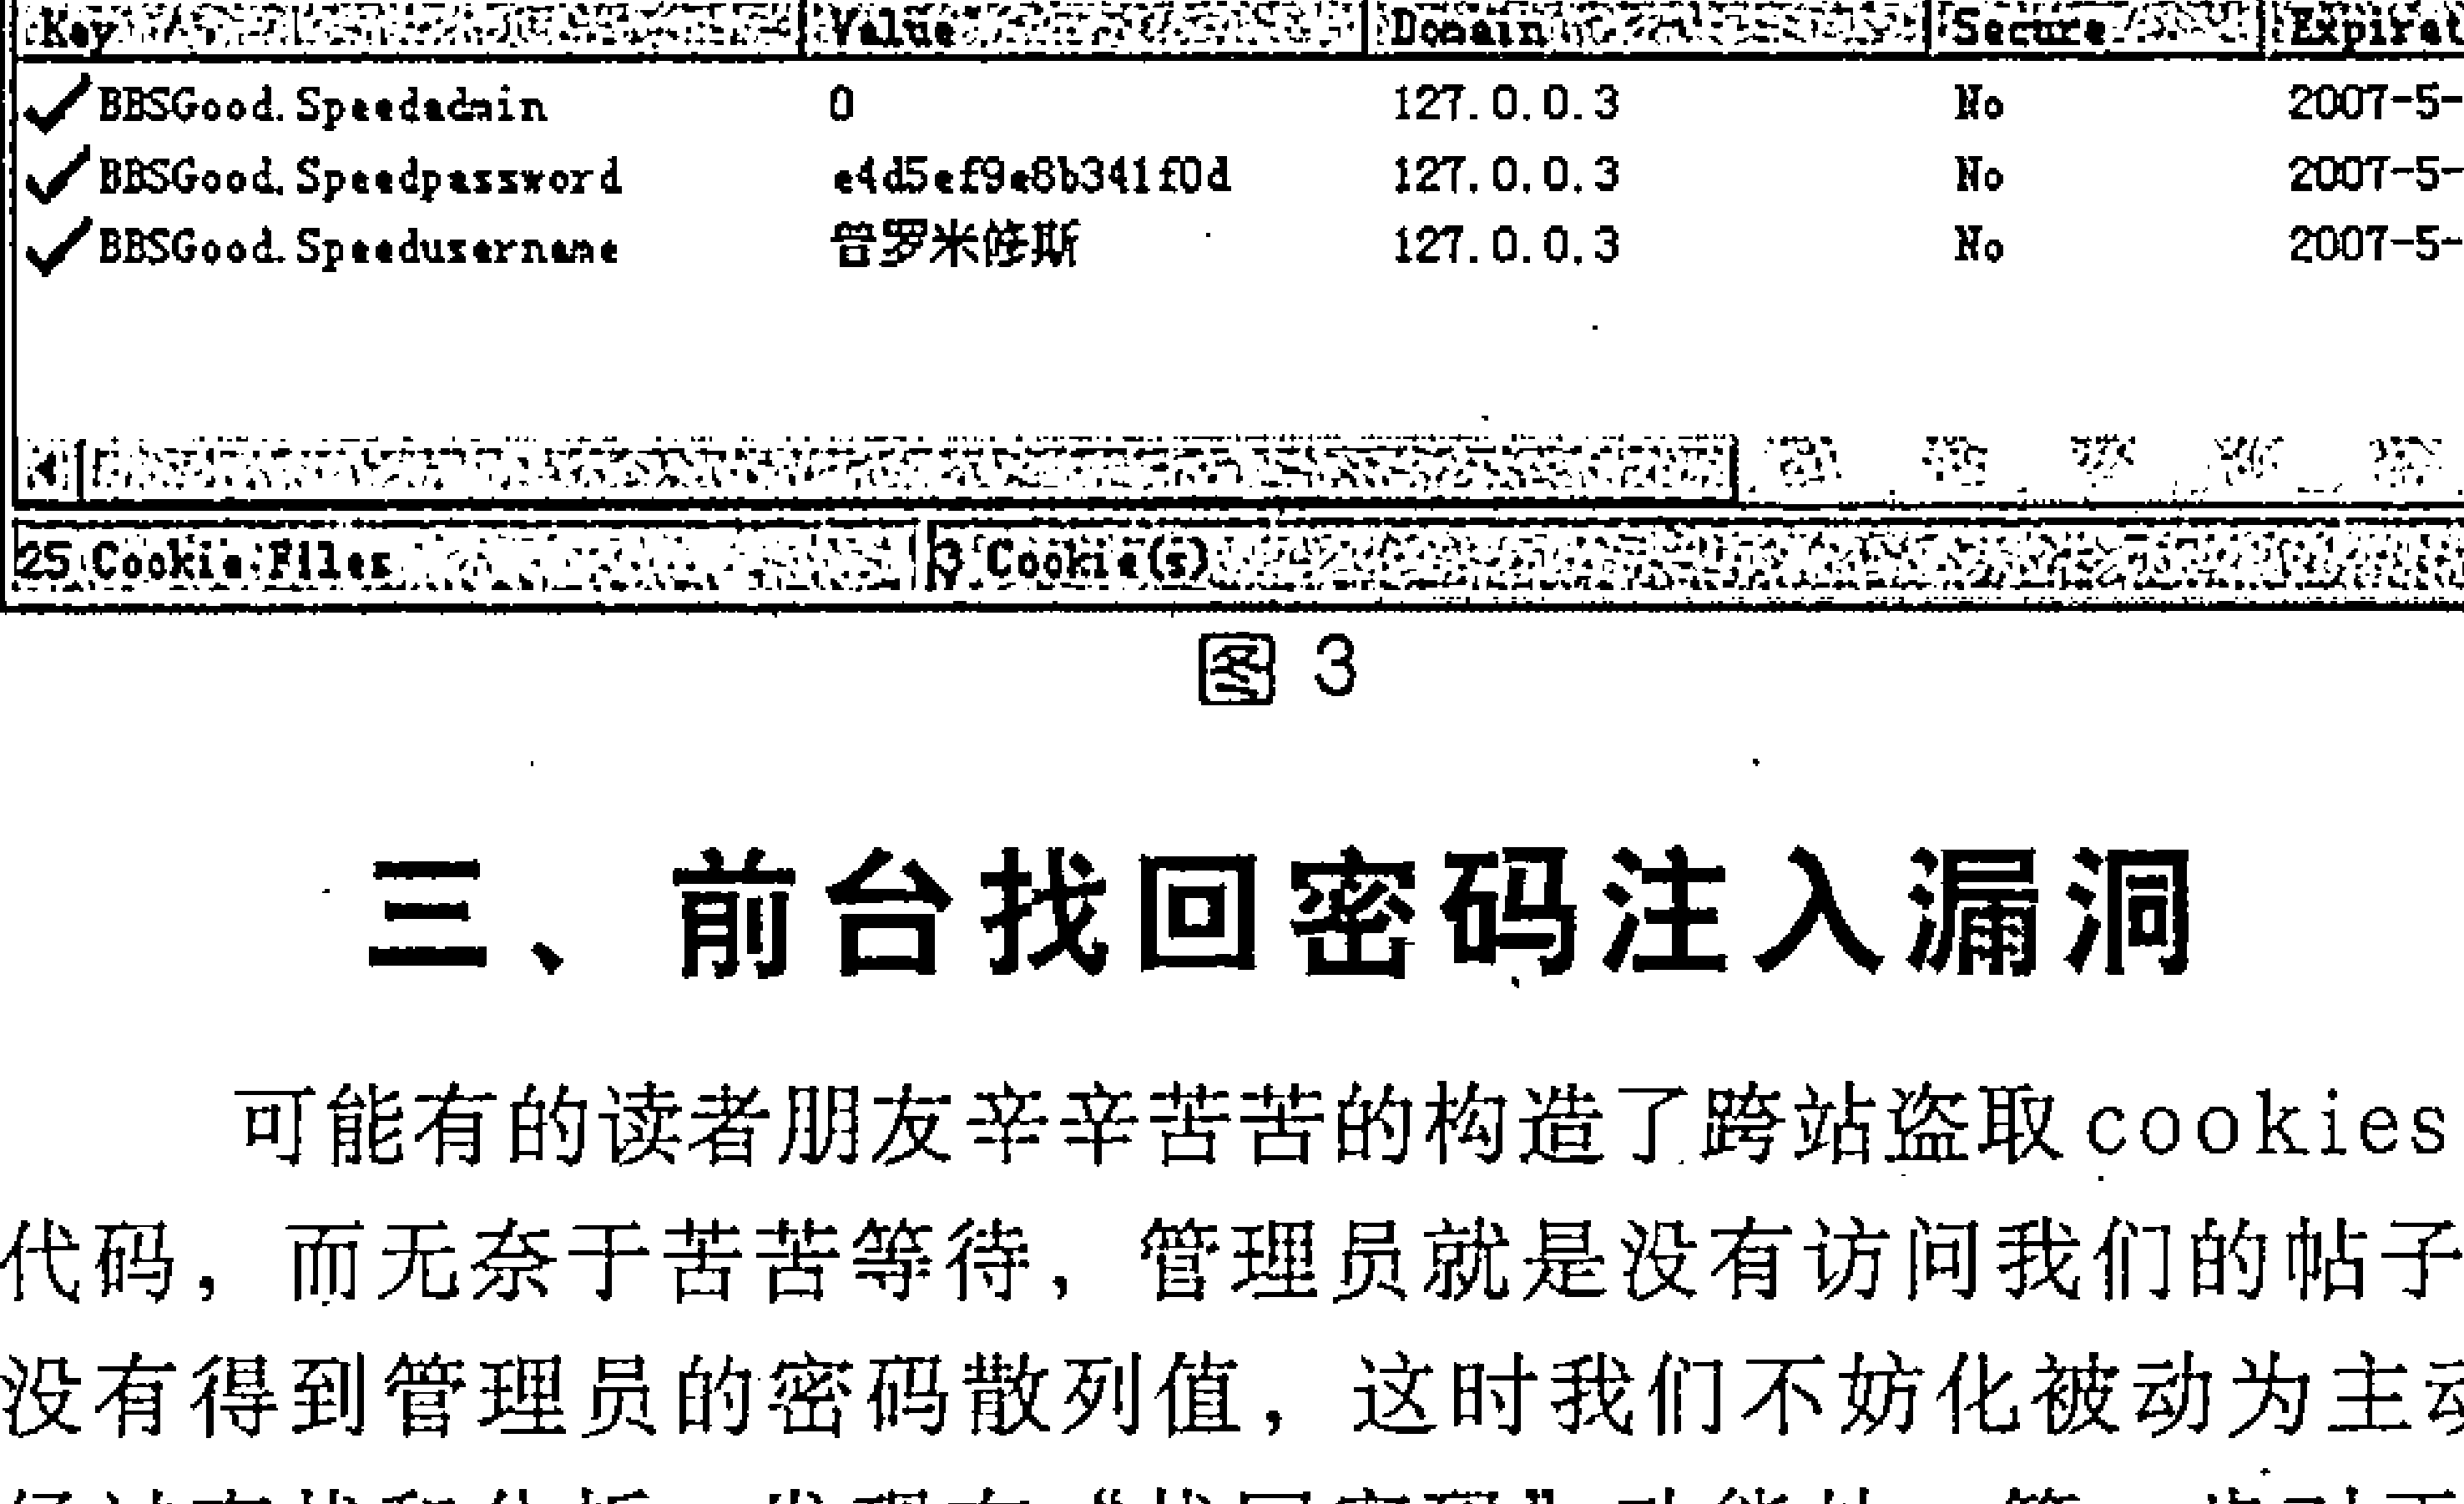 Key Value Domain Secure Expirat
BBSGood.Speedadmin 0 127.0.0.3 No 2007-5-
BBSGood.Speedpassword e4d5ef9e8b341f0d 127.0.0.3 No 2007-5-
BBSGood.Speedusername 普罗米修斯 127.0.0.3 No 2007-5-
25 Cookie Files 3 Cookie(s)
图 3
三、前台找回密码注入漏洞
可能有的读者朋友辛辛苦苦的构造了跨站盗取cookies
代码，而无奈于苦苦等待，管理员就是没有访问我们的帖子
没有得到管理员的密码散列值，这时我们不妨化被动为主动